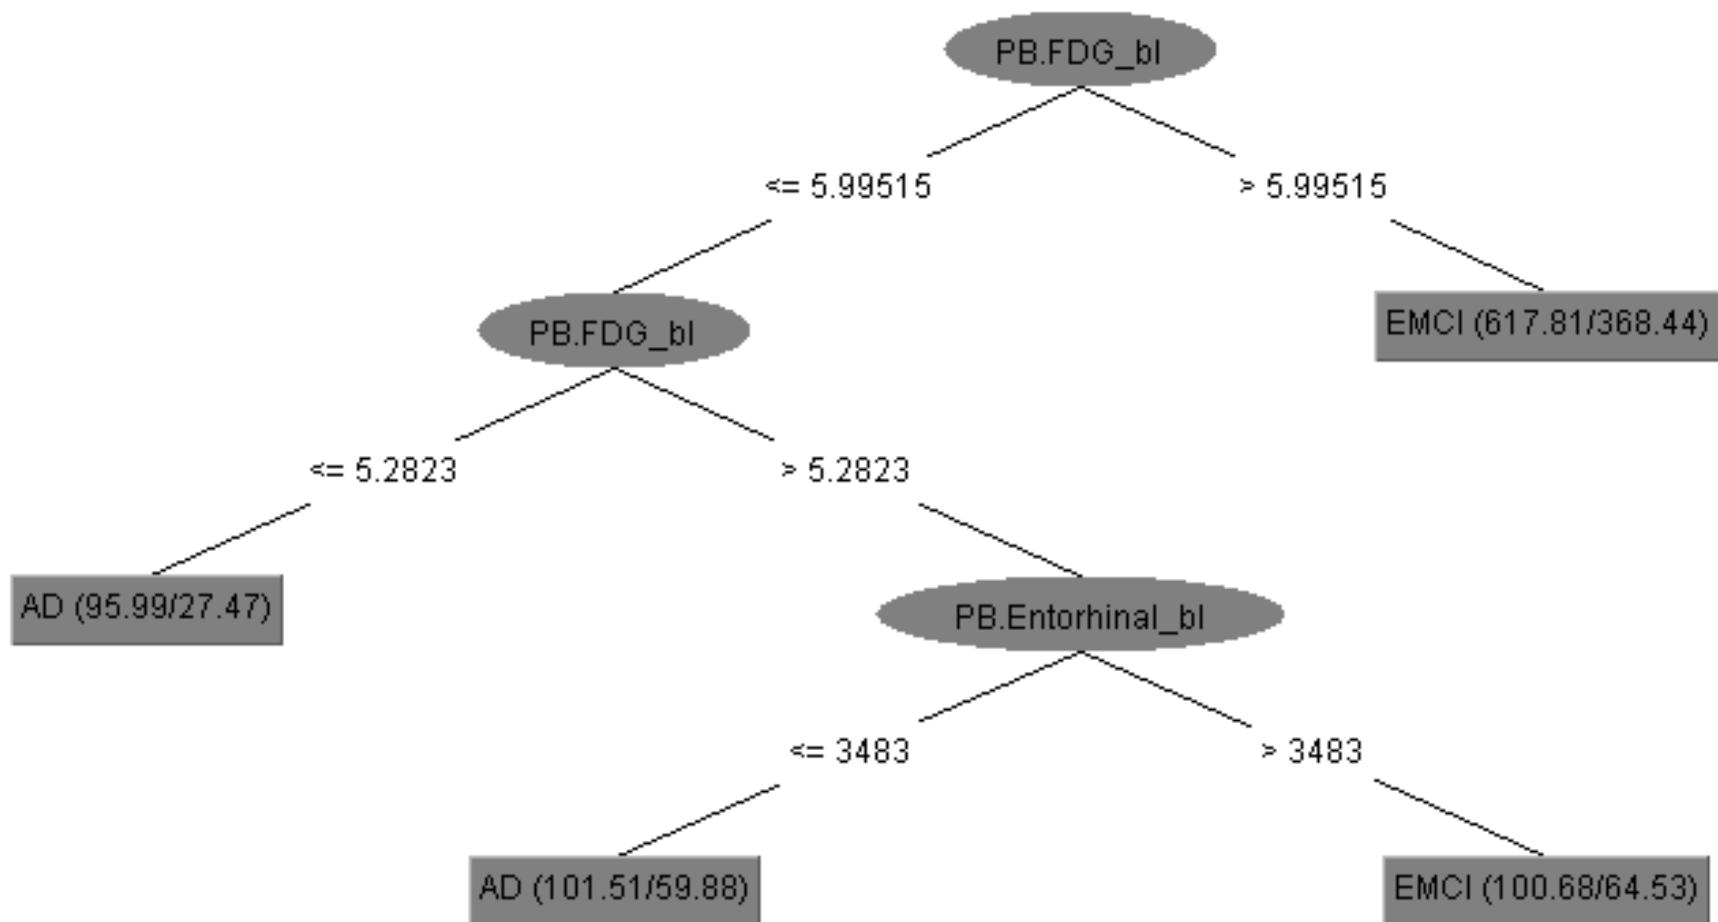 PB.FDG_bl
<= 5.99515
> 5.99515
PB.FDG_bl
EMCI (617.81/368.44)
<= 5.2823
> 5.2823
AD (95.99/27.47)
PB.Entorhinal_bl
<= 3483
> 3483
AD (101.51/59.88)
EMCI (100.68/64.53)